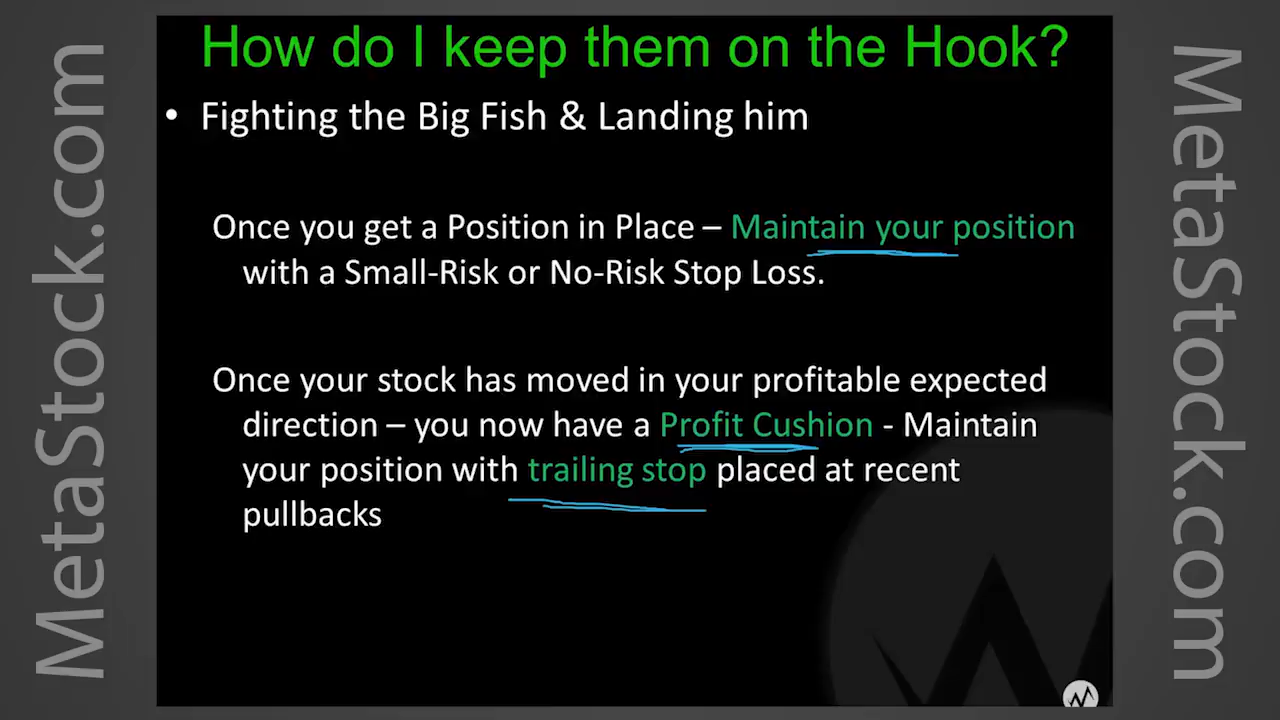 How do I keep them on the Hook?
• Fighting the Big Fish & Landing him
Once you get a Position in Place – Maintain your position
with a Small-Risk or No-Risk Stop Loss.
Once your stock has moved in your profitable expected
direction – you now have a Profit Cushion - Maintain
your position with trailing stop placed at recent
pullbacks
MetaStock.com
MetaStock.com